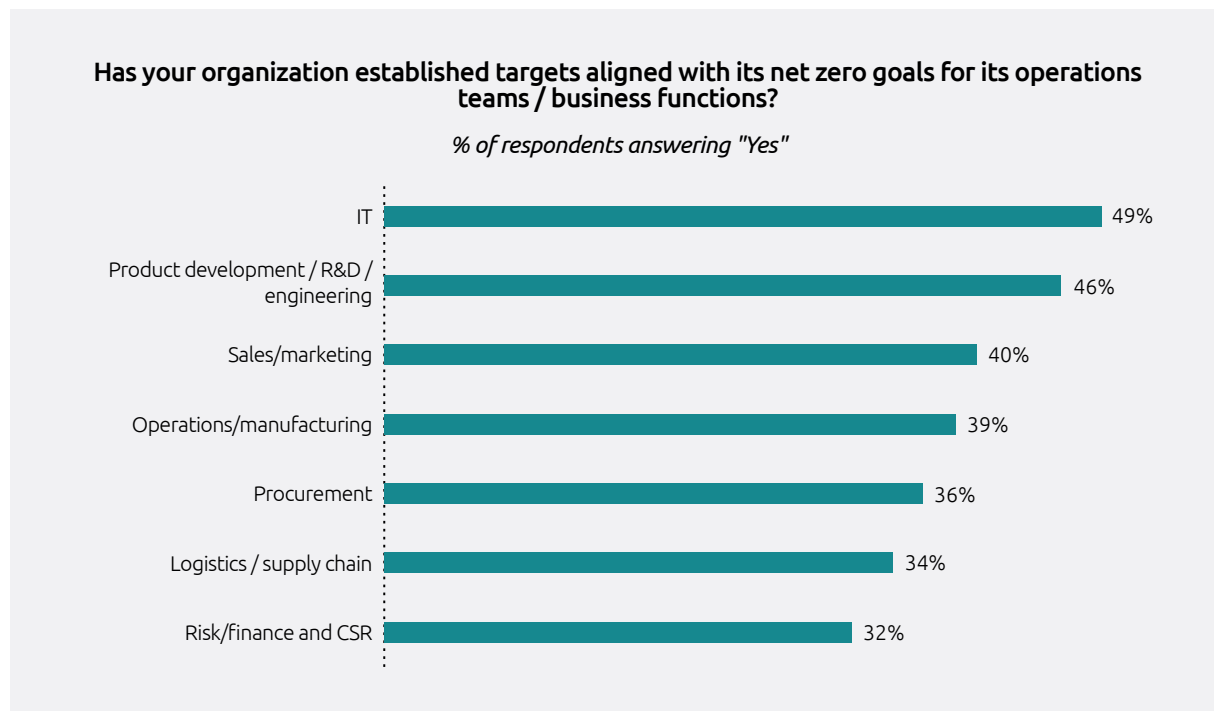 Has your organization established targets aligned with its net zero goals for its operations
teams / business functions?
% of respondents answering "Yes"
IT
49%
Product development / R&D /
engineering
46%
Sales/marketing
40%
Operations/manufacturing
39%
Procurement
36%
Logistics / supply chain
34%
Risk/finance and CSR
32%